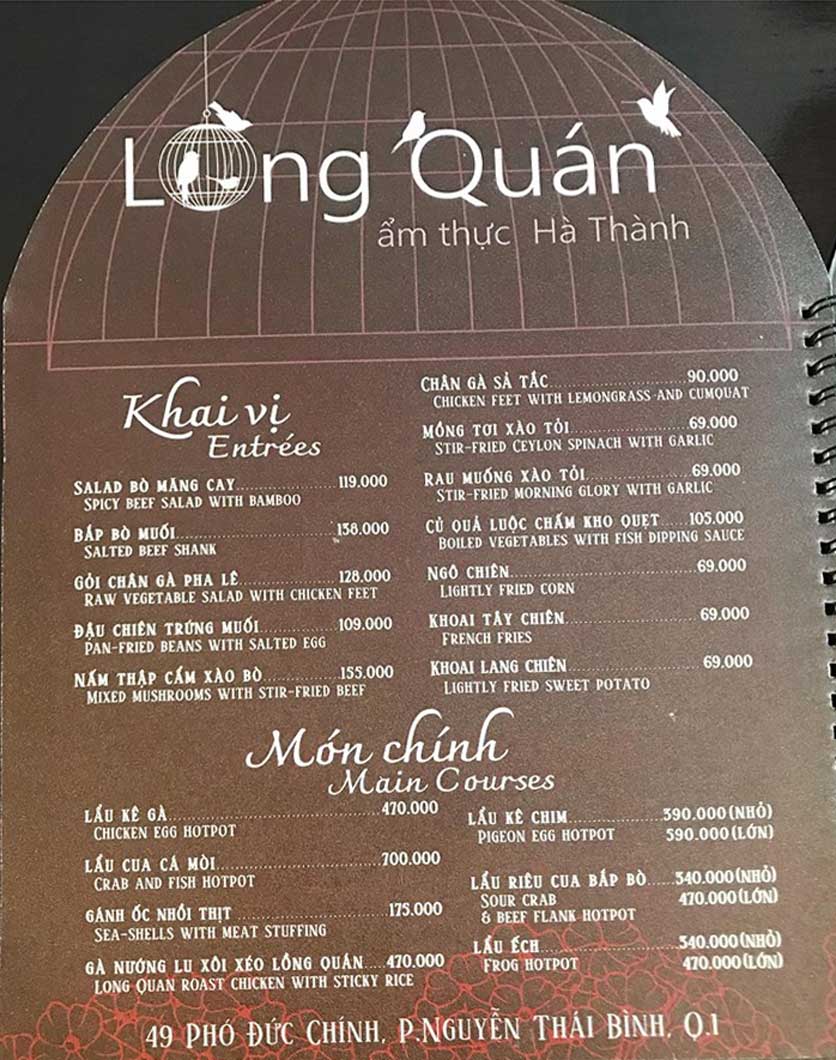 Lồng Quán
ẩm thực Hà Thành
Khai vị
Entrées
SALAD BÒ MĂNG CAY 119.000
SPICY BEEF SALAD WITH BAMBOO
BẮP BÒ MUỐI 138.000
SALTED BEEF SHANK
GỎI CHÂN GÀ PHA LÊ 128.000
RAW VEGETABLE SALAD WITH CHICKEN FEET
ĐẬU CHIÊN TRỨNG MUỐI 109.000
PAN-FRIED BEANS WITH SALTED EGG
NẤM THẬP CẨM XÀO BÒ 155.000
MIXED MUSHROOMS WITH STIR-FRIED BEEF
CHÂN GÀ SẢ TẮC 90.000
CHICKEN FEET WITH LEMONGRASS AND CUMQUAT
MỒNG TƠI XÀO TỎI 69.000
STIR-FRIED CEYLON SPINACH WITH GARLIC
RAU MUỐNG XÀO TỎI 69.000
STIR-FRIED MORNING GLORY WITH GARLIC
CỦ QUẢ LUỘC CHẤM KHO QUẸT 105.000
BOILED VEGETABLES WITH FISH DIPPING SAUCE
NGÔ CHIÊN 69.000
LIGHTLY FRIED CORN
KHOAI TÂY CHIÊN 69.000
FRENCH FRIES
KHOAI LANG CHIÊN 69.000
LIGHTLY FRIED SWEET POTATO
Món chính
Main Courses
LẨU KÊ GÀ 470.000
CHICKEN EGG HOTPOT
LẨU CUA CÁ MÒI 700.000
CRAB AND FISH HOTPOT
GÁNH ỐC NHỒI THỊT 175.000
SEA-SHELLS WITH MEAT STUFFING
GÀ NƯỚNG LU XÔI XÉO LỒNG QUÁN 470.000
LONG QUAN ROAST CHICKEN WITH STICKY RICE
LẨU KÊ CHIM 390.000 (NHỎ)
PIGEON EGG HOTPOT 590.000 (LỚN)
LẨU RIÊU CUA BẮP BÒ 340.000 (NHỎ)
SOUR CRAB 470.000 (LỚN)
& BEEF FLANK HOTPOT
LẨU ẾCH 340.000 (NHỎ)
FROG HOTPOT 470.000 (LỚN)
49 PHÓ ĐỨC CHÍNH, P.NGUYỄN THÁI BÌNH, Q.1